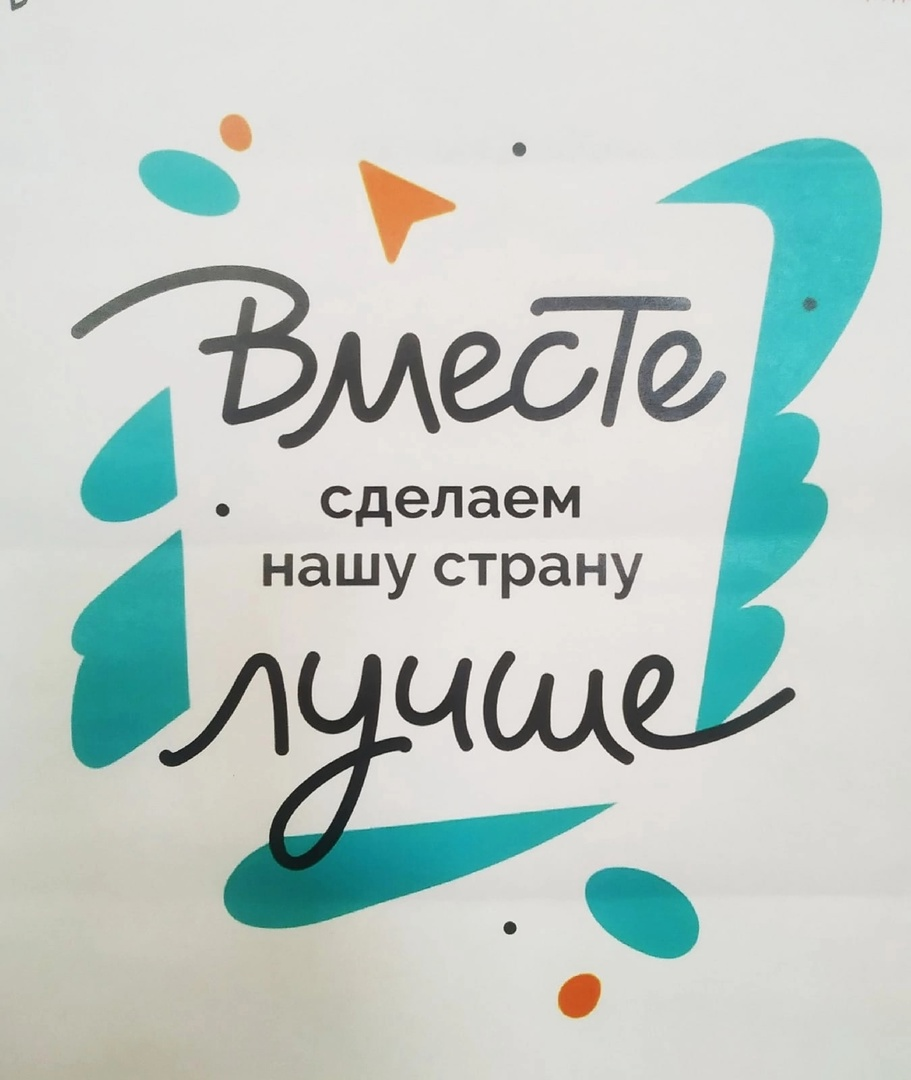 Вместе
сделаем
нашу страну
лучше